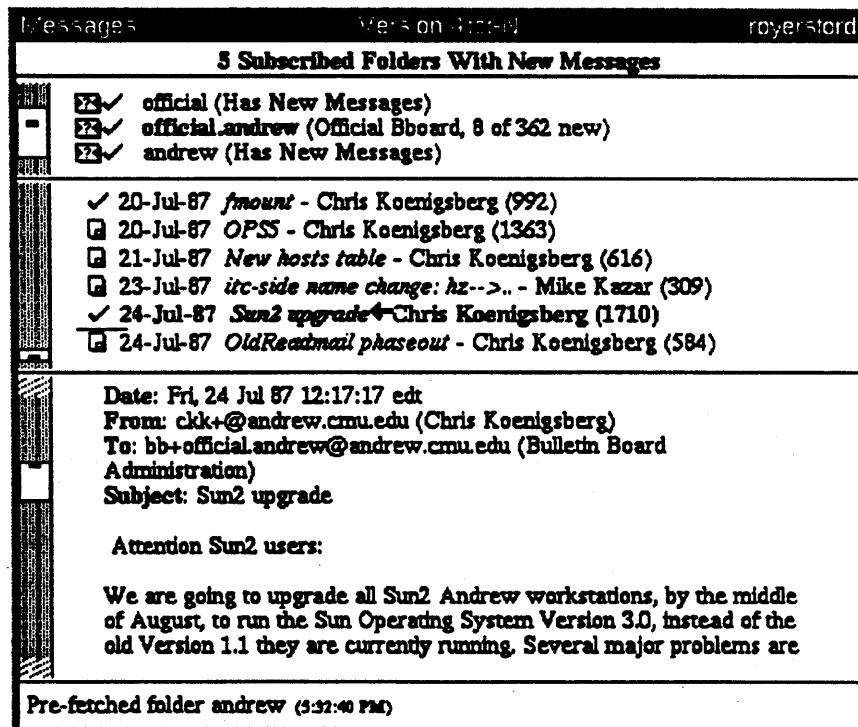 Messages Version royersford
5 Subscribed Folders With New Messages
official (Has New Messages)
official.andrew (Official Bboard, 8 of 362 new)
andrew (Has New Messages)
20-Jul-87 fmount - Chris Koenigsberg (992)
20-Jul-87 OPS5 - Chris Koenigsberg (1363)
21-Jul-87 New hosts table - Chris Koenigsberg (616)
23-Jul-87 itc-side name change: hz-->.. - Mike Kazar (309)
24-Jul-87 Sun2 upgrade Chris Koenigsberg (1710)
24-Jul-87 OldReadmail phaseout - Chris Koenigsberg (584)
Date: Fri, 24 Jul 87 12:17:17 edt
From: ckk+@andrew.cmu.edu (Chris Koenigsberg)
To: bb+official.andrew@andrew.cmu.edu (Bulletin Board
Administration)
Subject: Sun2 upgrade
Attention Sun2 users:
We are going to upgrade all Sun2 Andrew workstations, by the middle
of August, to run the Sun Operating System Version 3.0, instead of the
old Version 1.1 they are currently running. Several major problems are
Pre-fetched folder andrew (5:32:40 PM)